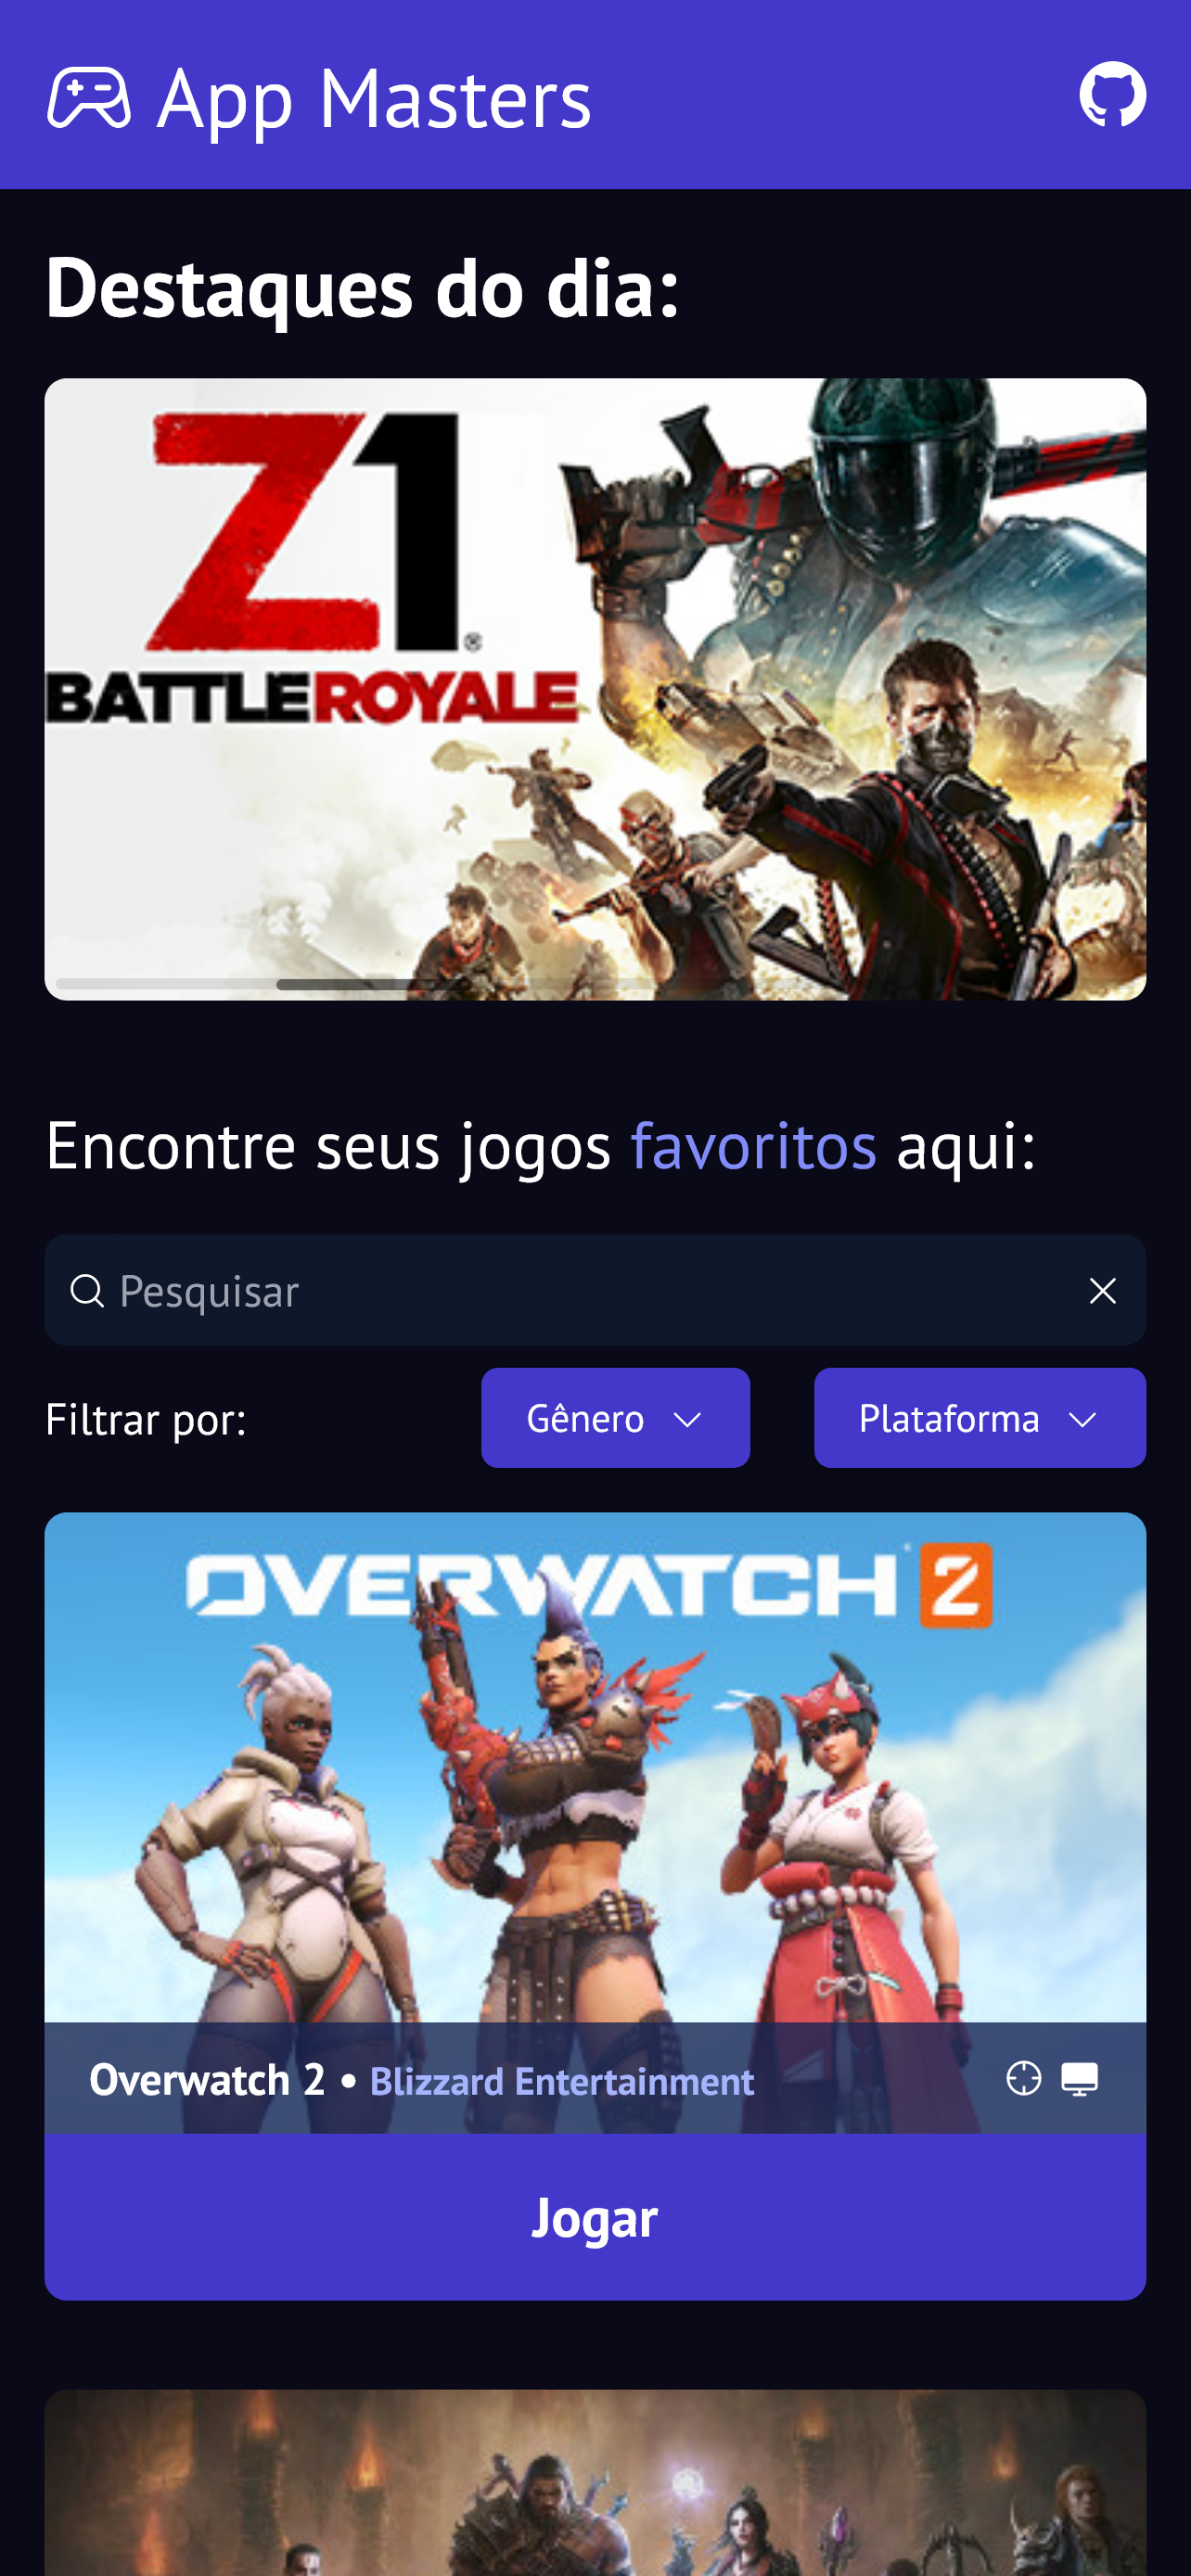 App Masters
Destaques do dia:
Z1®
BATTLEROYALE
Encontre seus jogos favoritos aqui:
Pesquisar
Filtrar por:
Gênero
Plataforma
OVERWATCH 2
Overwatch 2 • Blizzard Entertainment
Jogar